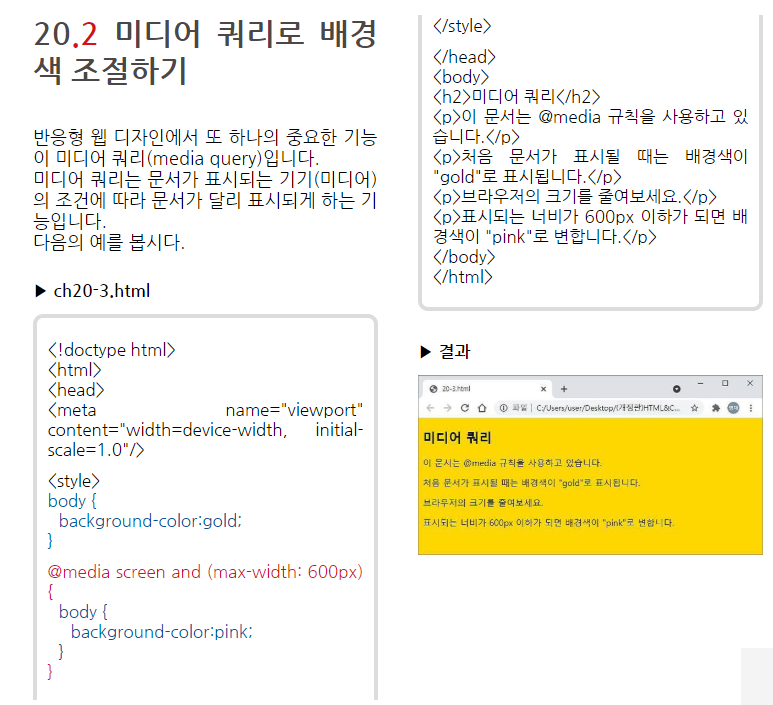 20.2 미디어 쿼리로 배경
색 조절하기
반응형 웹 디자인에서 또 하나의 중요한 기능
이 미디어 쿼리(media query)입니다.
미디어 쿼리는 문서가 표시되는 기기(미디어)
의 조건에 따라 문서가 달리 표시되게 하는 기
능입니다.
다음의 예를 봅시다.
▶ ch20-3.html
<!doctype html>
<html>
<head>
<meta name="viewport"
content="width=device-width, initial-
scale=1.0"/>
<style>
body {
background-color:gold;
}
@media screen and (max-width: 600px)
{
body {
background-color:pink;
}
}
</style>
</head>
<body>
<h2>미디어 쿼리</h2>
<p>이 문서는 @media 규칙을 사용하고 있
습니다.</p>
<p>처음 문서가 표시될 때는 배경색이
"gold"로 표시됩니다.</p>
<p>브라우저의 크기를 줄여보세요.</p>
<p>표시되는 너비가 600px 이하가 되면 배
경색이 "pink"로 변합니다.</p>
</body>
</html>
▶ 결과
20-3.html
파일 | C:/Users/user/Desktop/(개정판)HTML&C...
미디어 쿼리
이 문서는 @media 규칙을 사용하고 있습니다.
처음 문서가 표시될 때는 배경색이 "gold"로 표시됩니다.
브라우저의 크기를 줄여보세요.
표시되는 너비가 600px 이하가 되면 배경색이 "pink"로 변합니다.